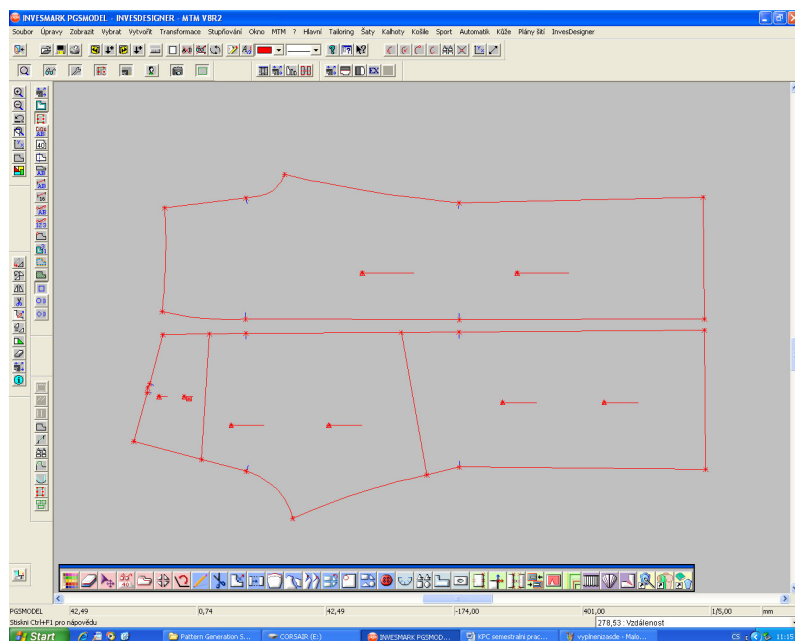 INVESMARK PGSMODEL - INVESDESIGNER - MTM V8R2
Soubor Úpravy Zobrazit Vybrat Vytvořit Transformace Stupňování Okno MTM ? Hlavní Tailoring Šaty Kalhoty Košile Sport Automatik Kůže Plány šití InvesDesigner
PGSMODEL 42,49 0,74 42,49 -174,00 401,00 1/5,00 mm
Stiskni Ctrl+F1 pro nápovědu 278,53 : Vzdálenost
Start Pattern Generation S... CORSAIR (E:) INVESMARK PGSMOD... KPC semestralni prac... vyplnenizasde - Malo... CS 11:15